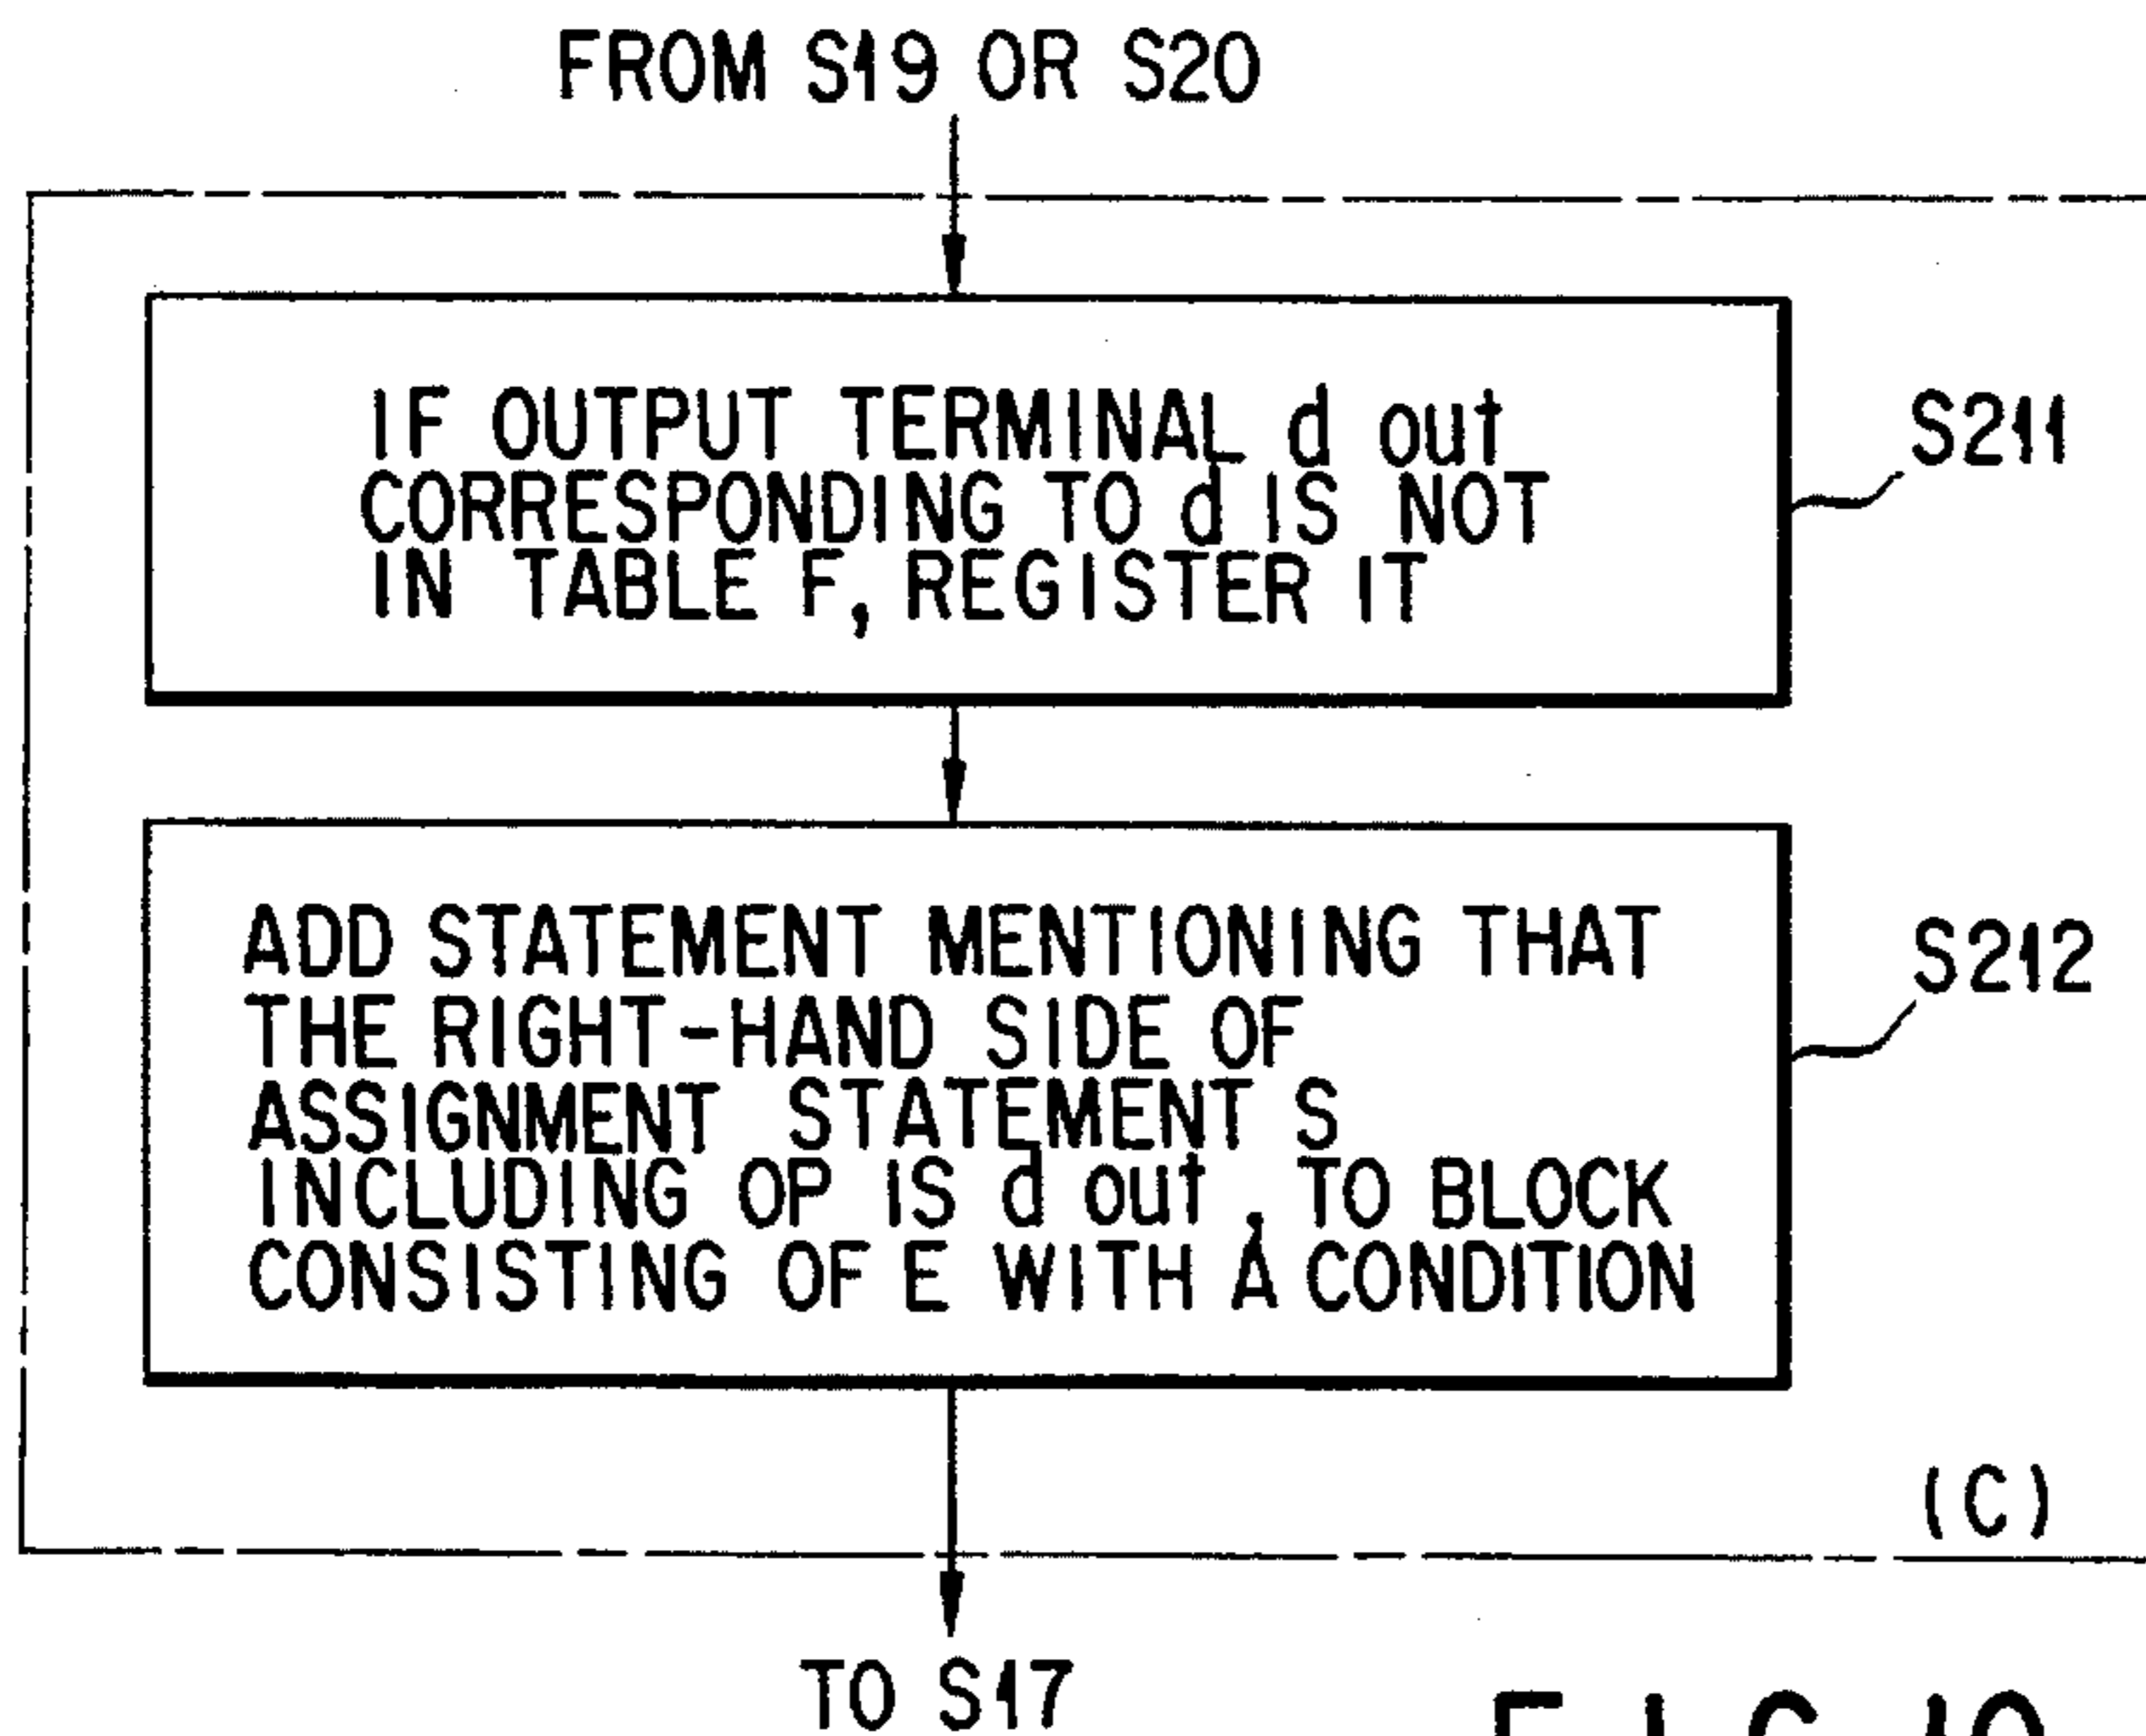 FROM S19 OR S20
IF OUTPUT TERMINAL d out
CORRESPONDING TO d IS NOT
IN TABLE F, REGISTER IT
S211
ADD STATEMENT MENTIONING THAT
THE RIGHT-HAND SIDE OF
ASSIGNMENT STATEMENT S
INCLUDING OP IS d out, TO BLOCK
CONSISTING OF E WITH A CONDITION
S212
(C)
TO S17